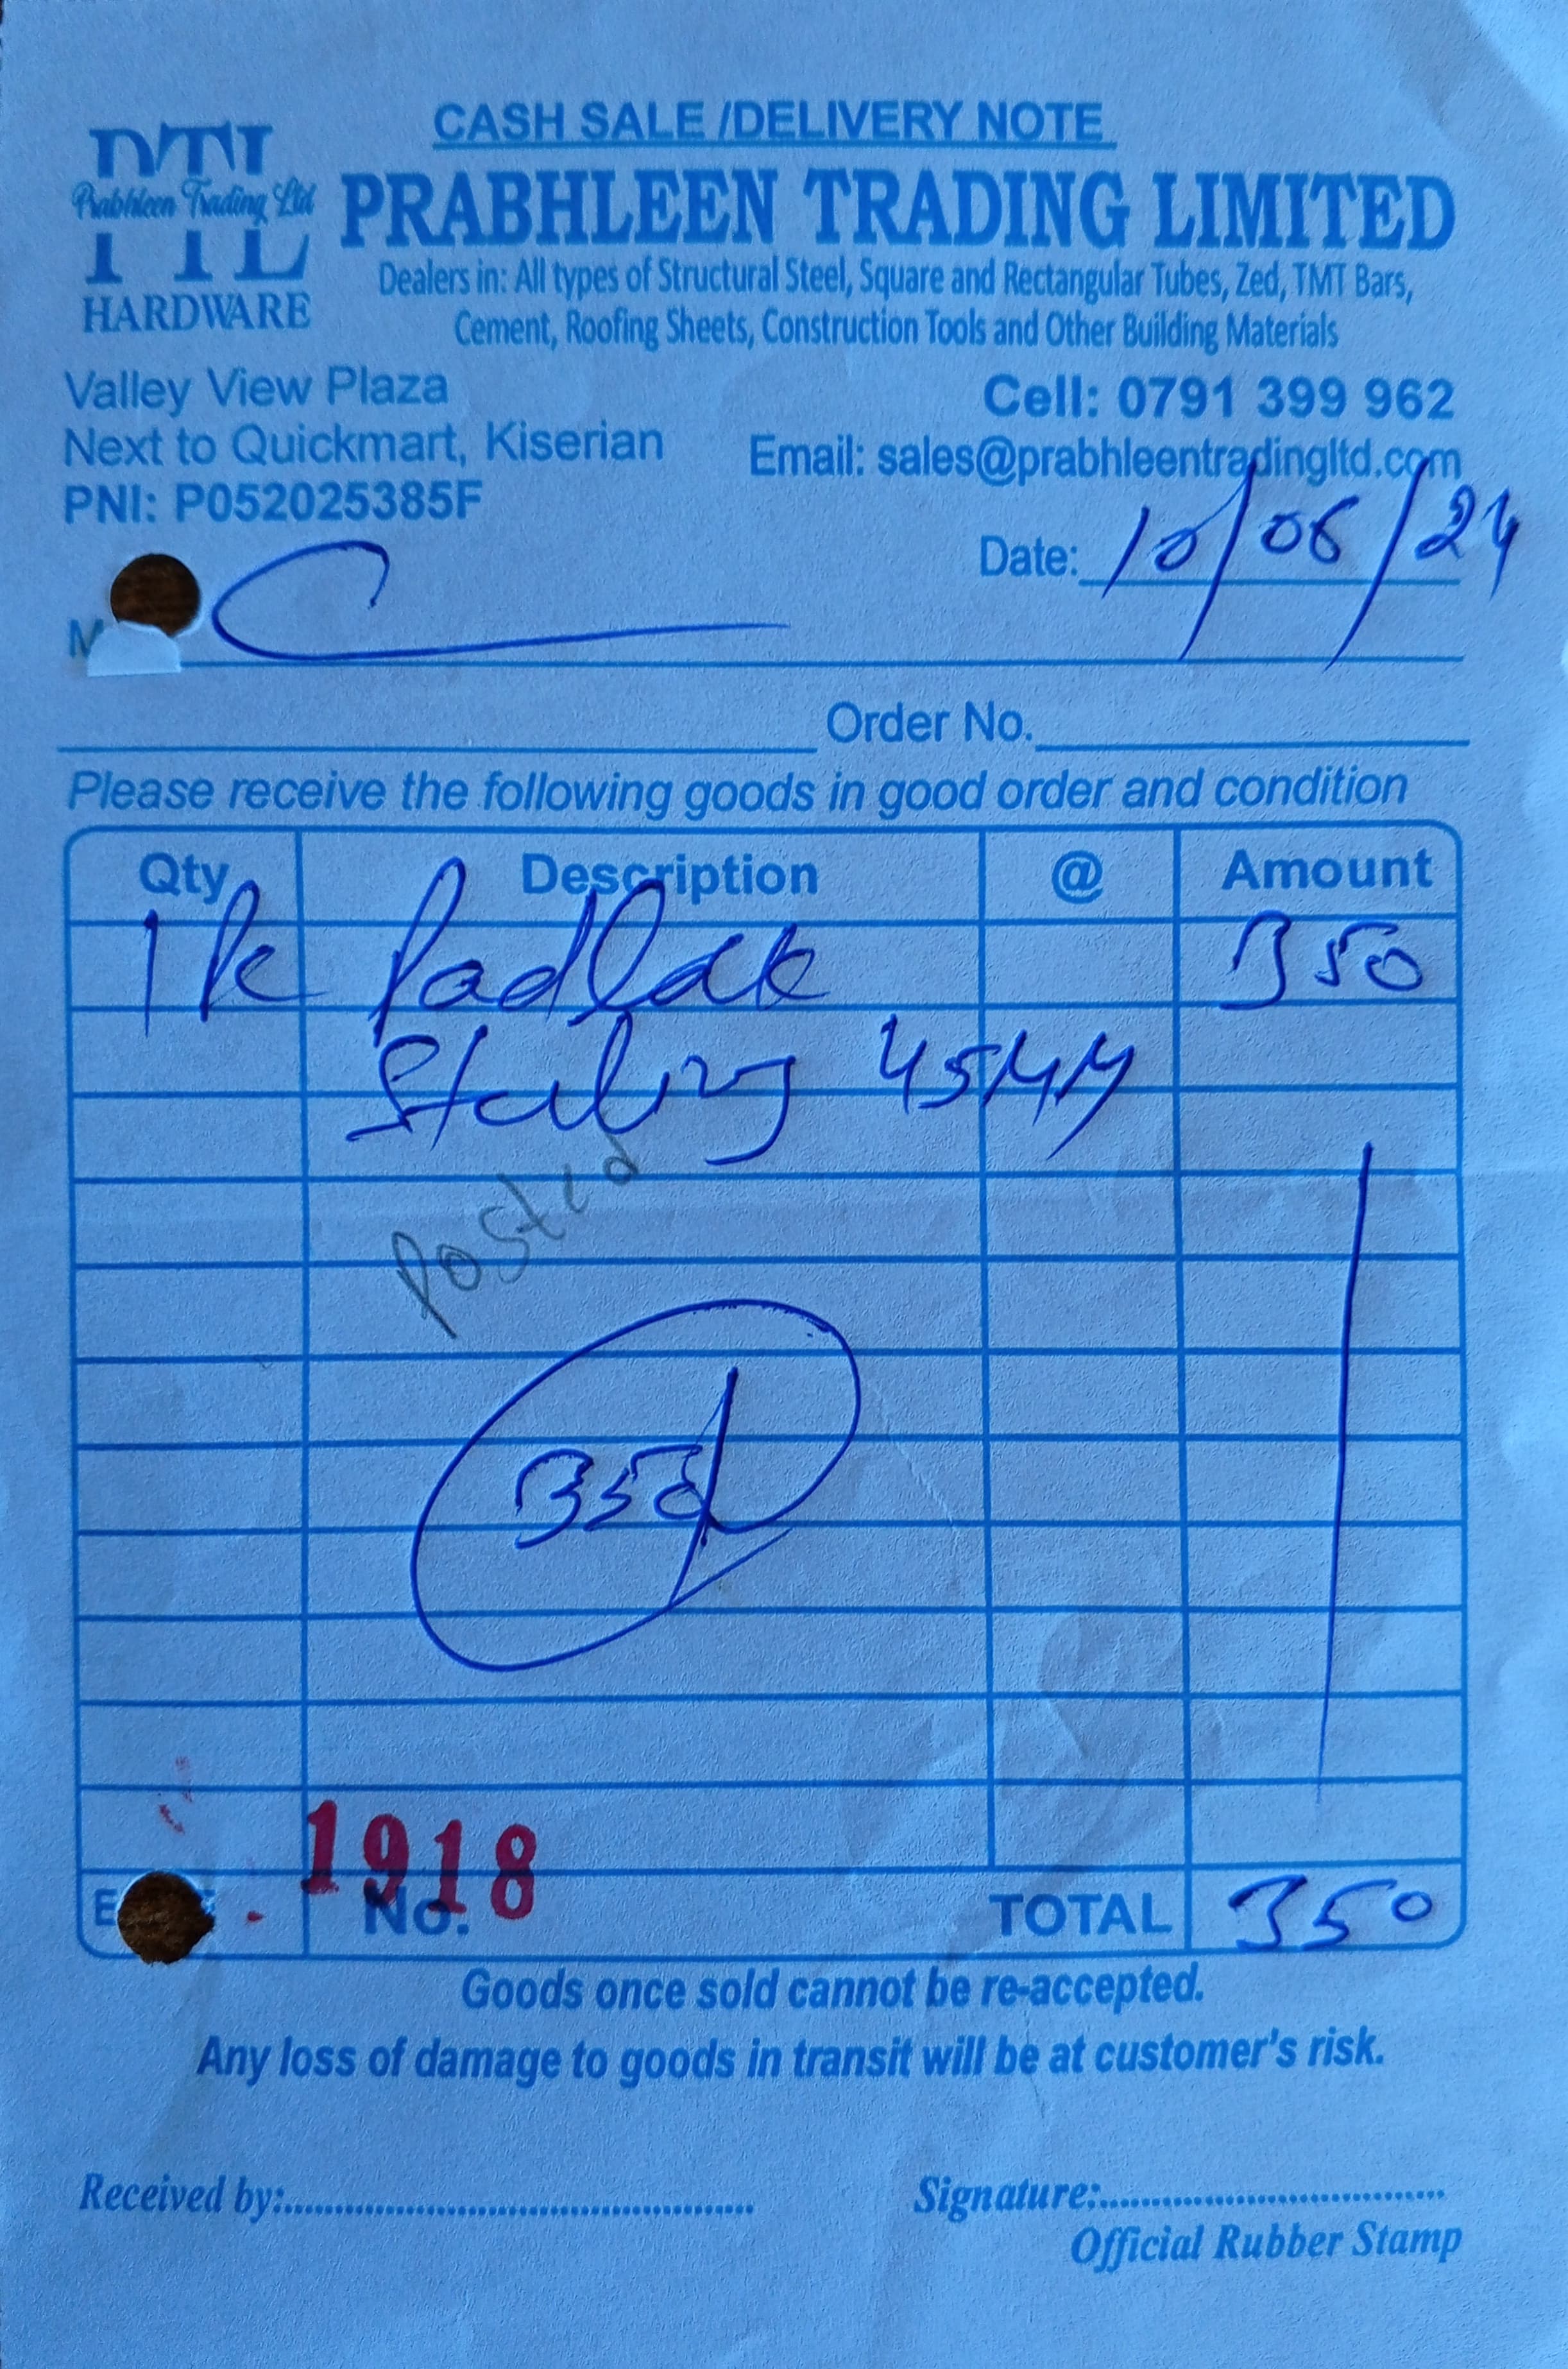 CASH SALE /DELIVERY NOTE
PTL
Prabhleen Trading Ltd
HARDWARE
PRABHLEEN TRADING LIMITED
Dealers in: All types of Structural Steel, Square and Rectangular Tubes, Zed, TMT Bars,
Cement, Roofing Sheets, Construction Tools and Other Building Materials
Valley View Plaza
Next to Quickmart, Kiserian
PNI: P052025385F
Cell: 0791 399 962
Email: sales@prabhleentradingltd.com
Date: 10/06/24
M
Order No.
Please receive the following goods in good order and condition
Qty Description @ Amount
1 Padlock 350
Sterling 45MM
Posted
350
1918
E No. TOTAL 350
Goods once sold cannot be re-accepted.
Any loss of damage to goods in transit will be at customer's risk.
Received by:
Signature:
Official Rubber Stamp